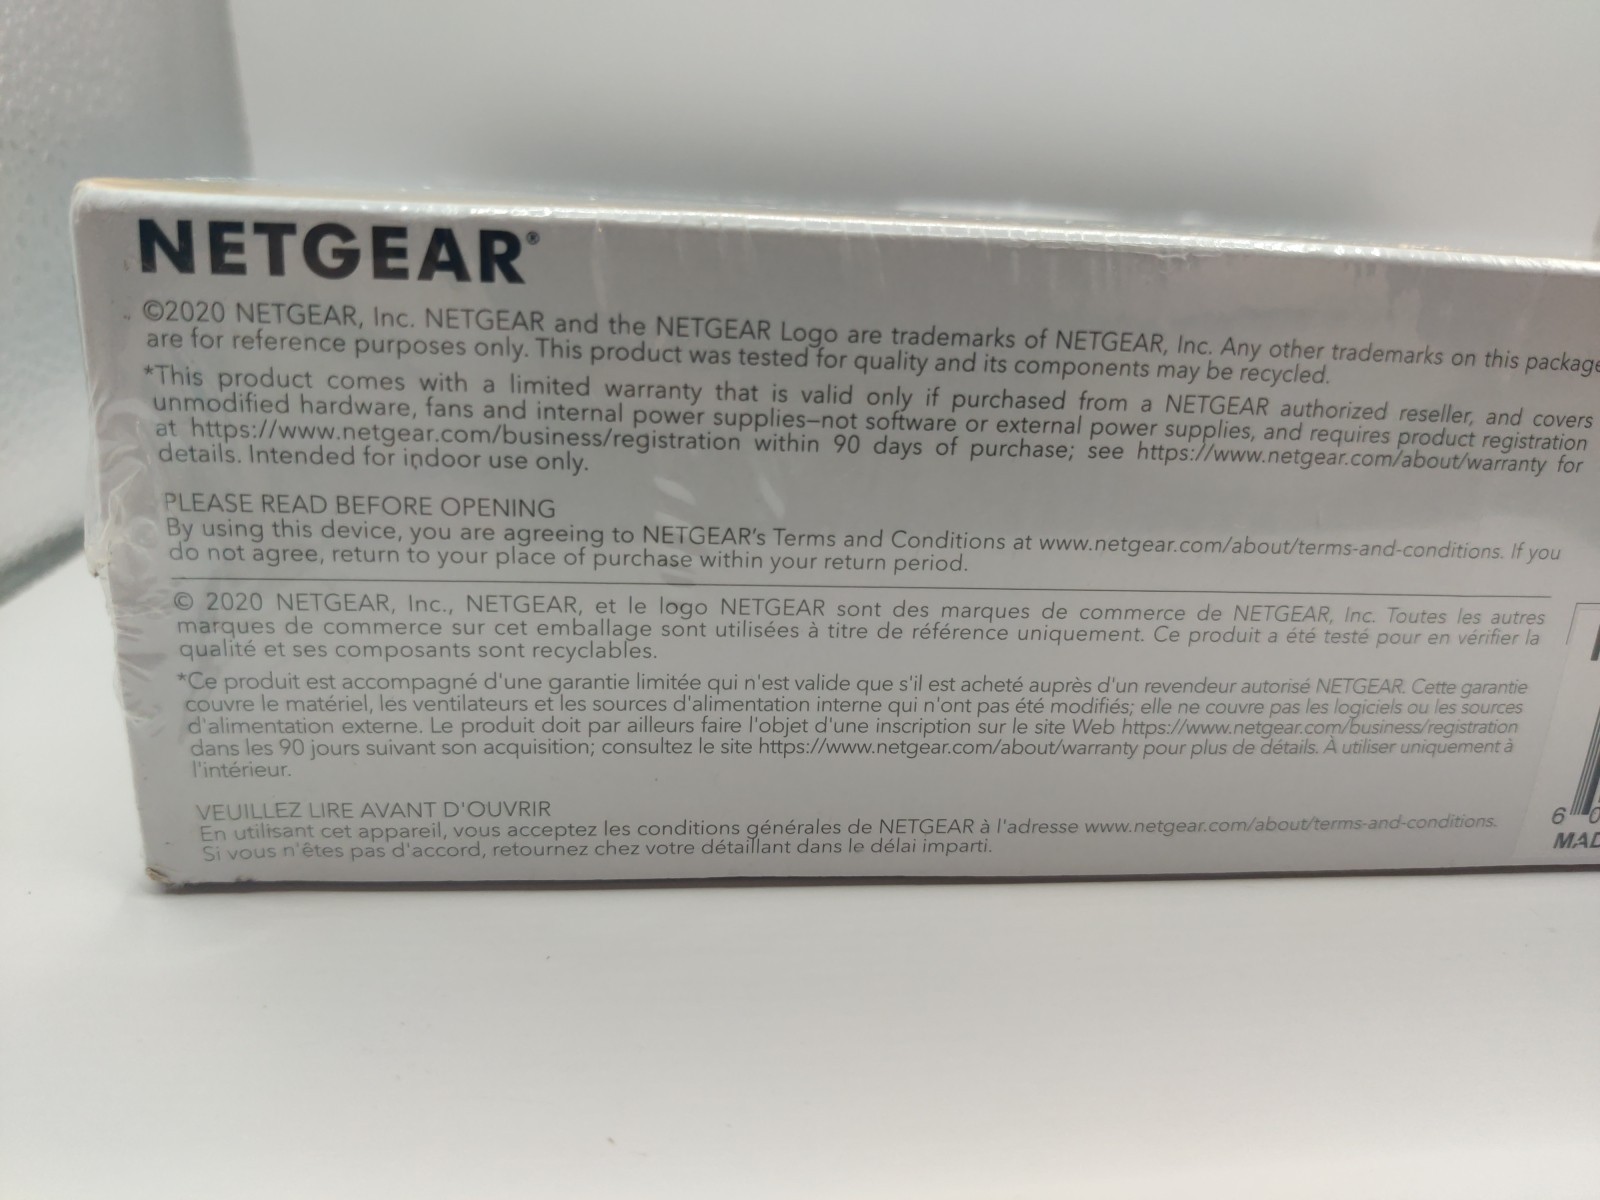 NETGEAR®
©2020 NETGEAR, Inc. NETGEAR and the NETGEAR Logo are trademarks of NETGEAR, Inc. Any other trademarks on this package
are for reference purposes only. This product was tested for quality and its components may be recycled.
*This product comes with a limited warranty that is valid only if purchased from a NETGEAR authorized reseller, and covers
unmodified hardware, fans and internal power supplies–not software or external power supplies, and requires product registration
at https://www.netgear.com/business/registration within 90 days of purchase; see https://www.netgear.com/about/warranty for
details. Intended for indoor use only.
PLEASE READ BEFORE OPENING
By using this device, you are agreeing to NETGEAR's Terms and Conditions at www.netgear.com/about/terms-and-conditions. If you
do not agree, return to your place of purchase within your return period.
© 2020 NETGEAR, Inc., NETGEAR, et le logo NETGEAR sont des marques de commerce de NETGEAR, Inc. Toutes les autres
marques de commerce sur cet emballage sont utilisées à titre de référence uniquement. Ce produit a été testé pour en vérifier la
qualité et ses composants sont recyclables.
*Ce produit est accompagné d'une garantie limitée qui n'est valide que s'il est acheté auprès d'un revendeur autorisé NETGEAR. Cette garantie
couvre le matériel, les ventilateurs et les sources d'alimentation interne qui n'ont pas été modifiés; elle ne couvre pas les logiciels ou les sources
d'alimentation externe. Le produit doit par ailleurs faire l'objet d'une inscription sur le site Web https://www.netgear.com/business/registration
dans les 90 jours suivant son acquisition; consultez le site https://www.netgear.com/about/warranty pour plus de détails. À utiliser uniquement à
l'intérieur.
VEUILLEZ LIRE AVANT D'OUVRIR
En utilisant cet appareil, vous acceptez les conditions générales de NETGEAR à l'adresse www.netgear.com/about/terms-and-conditions.
Si vous n'êtes pas d'accord, retournez chez votre détaillant dans le délai imparti.
6